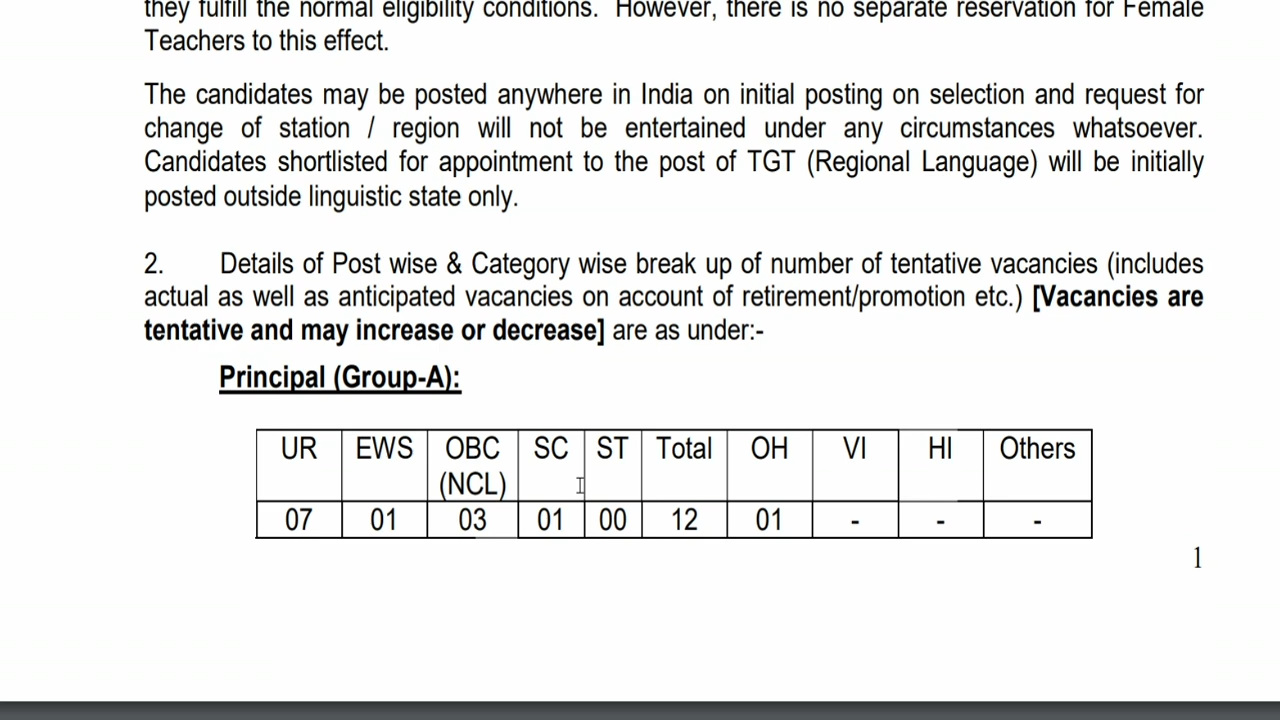 they fulfill the normal eligibility conditions. However, there is no separate reservation for Female
Teachers to this effect.
The candidates may be posted anywhere in India on initial posting on selection and request for
change of station / region will not be entertained under any circumstances whatsoever.
Candidates shortlisted for appointment to the post of TGT (Regional Language) will be initially
posted outside linguistic state only.
2. Details of Post wise & Category wise break up of number of tentative vacancies (includes
actual as well as anticipated vacancies on account of retirement/promotion etc.) [Vacancies are
tentative and may increase or decrease] are as under:-
Principal (Group-A):
UR EWS OBC SC ST Total OH VI HI Others
(NCL)
07 01 03 01 00 12 01 - - -
1